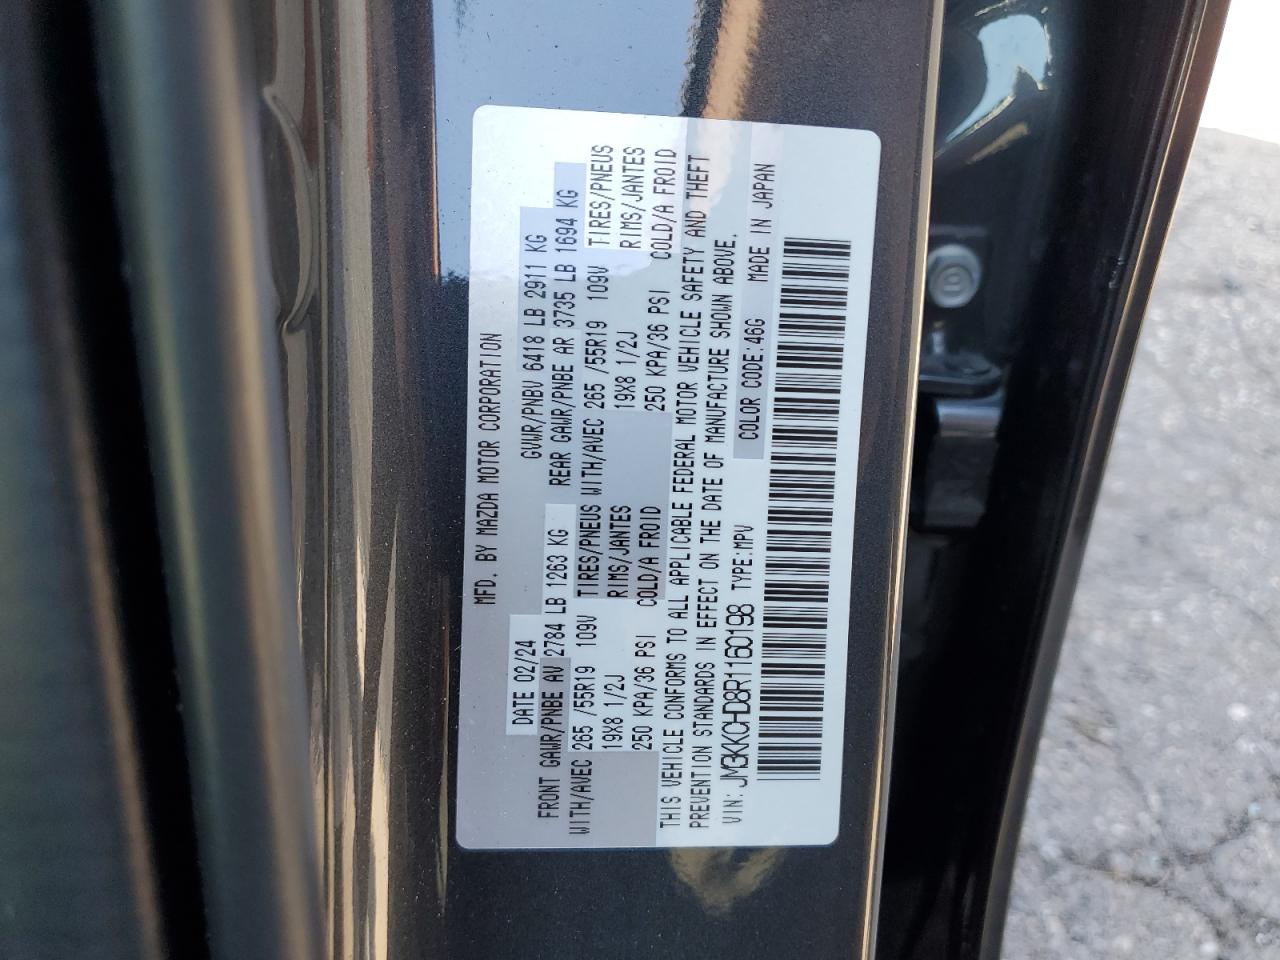 MFD. BY MAZDA MOTOR CORPORATION
DATE 02/24 GVWR/PNBV 6418 LB 2911 KG
FRONT GAWR/PNBE AV 2784 LB 1263 KG REAR GAWR/PNBE AR 3735 LB 1694 KG
WITH/AVEC 265 /55R19 109V TIRES/PNEUS WITH/AVEC 265 /55R19 109V TIRES/PNEUS
19X8 1/2J RIMS/JANTES 19X8 1/2J RIMS/JANTES
250 KPA/36 PSI COLD/A FROID 250 KPA/36 PSI COLD/A FROID
THIS VEHICLE CONFORMS TO ALL APPLICABLE FEDERAL MOTOR VEHICLE SAFETY AND THEFT
PREVENTION STANDARDS IN EFFECT ON THE DATE OF MANUFACTURE SHOWN ABOVE.
VIN: JM3KKCHD8R1160198 TYPE:MPV COLOR CODE:46G MADE IN JAPAN